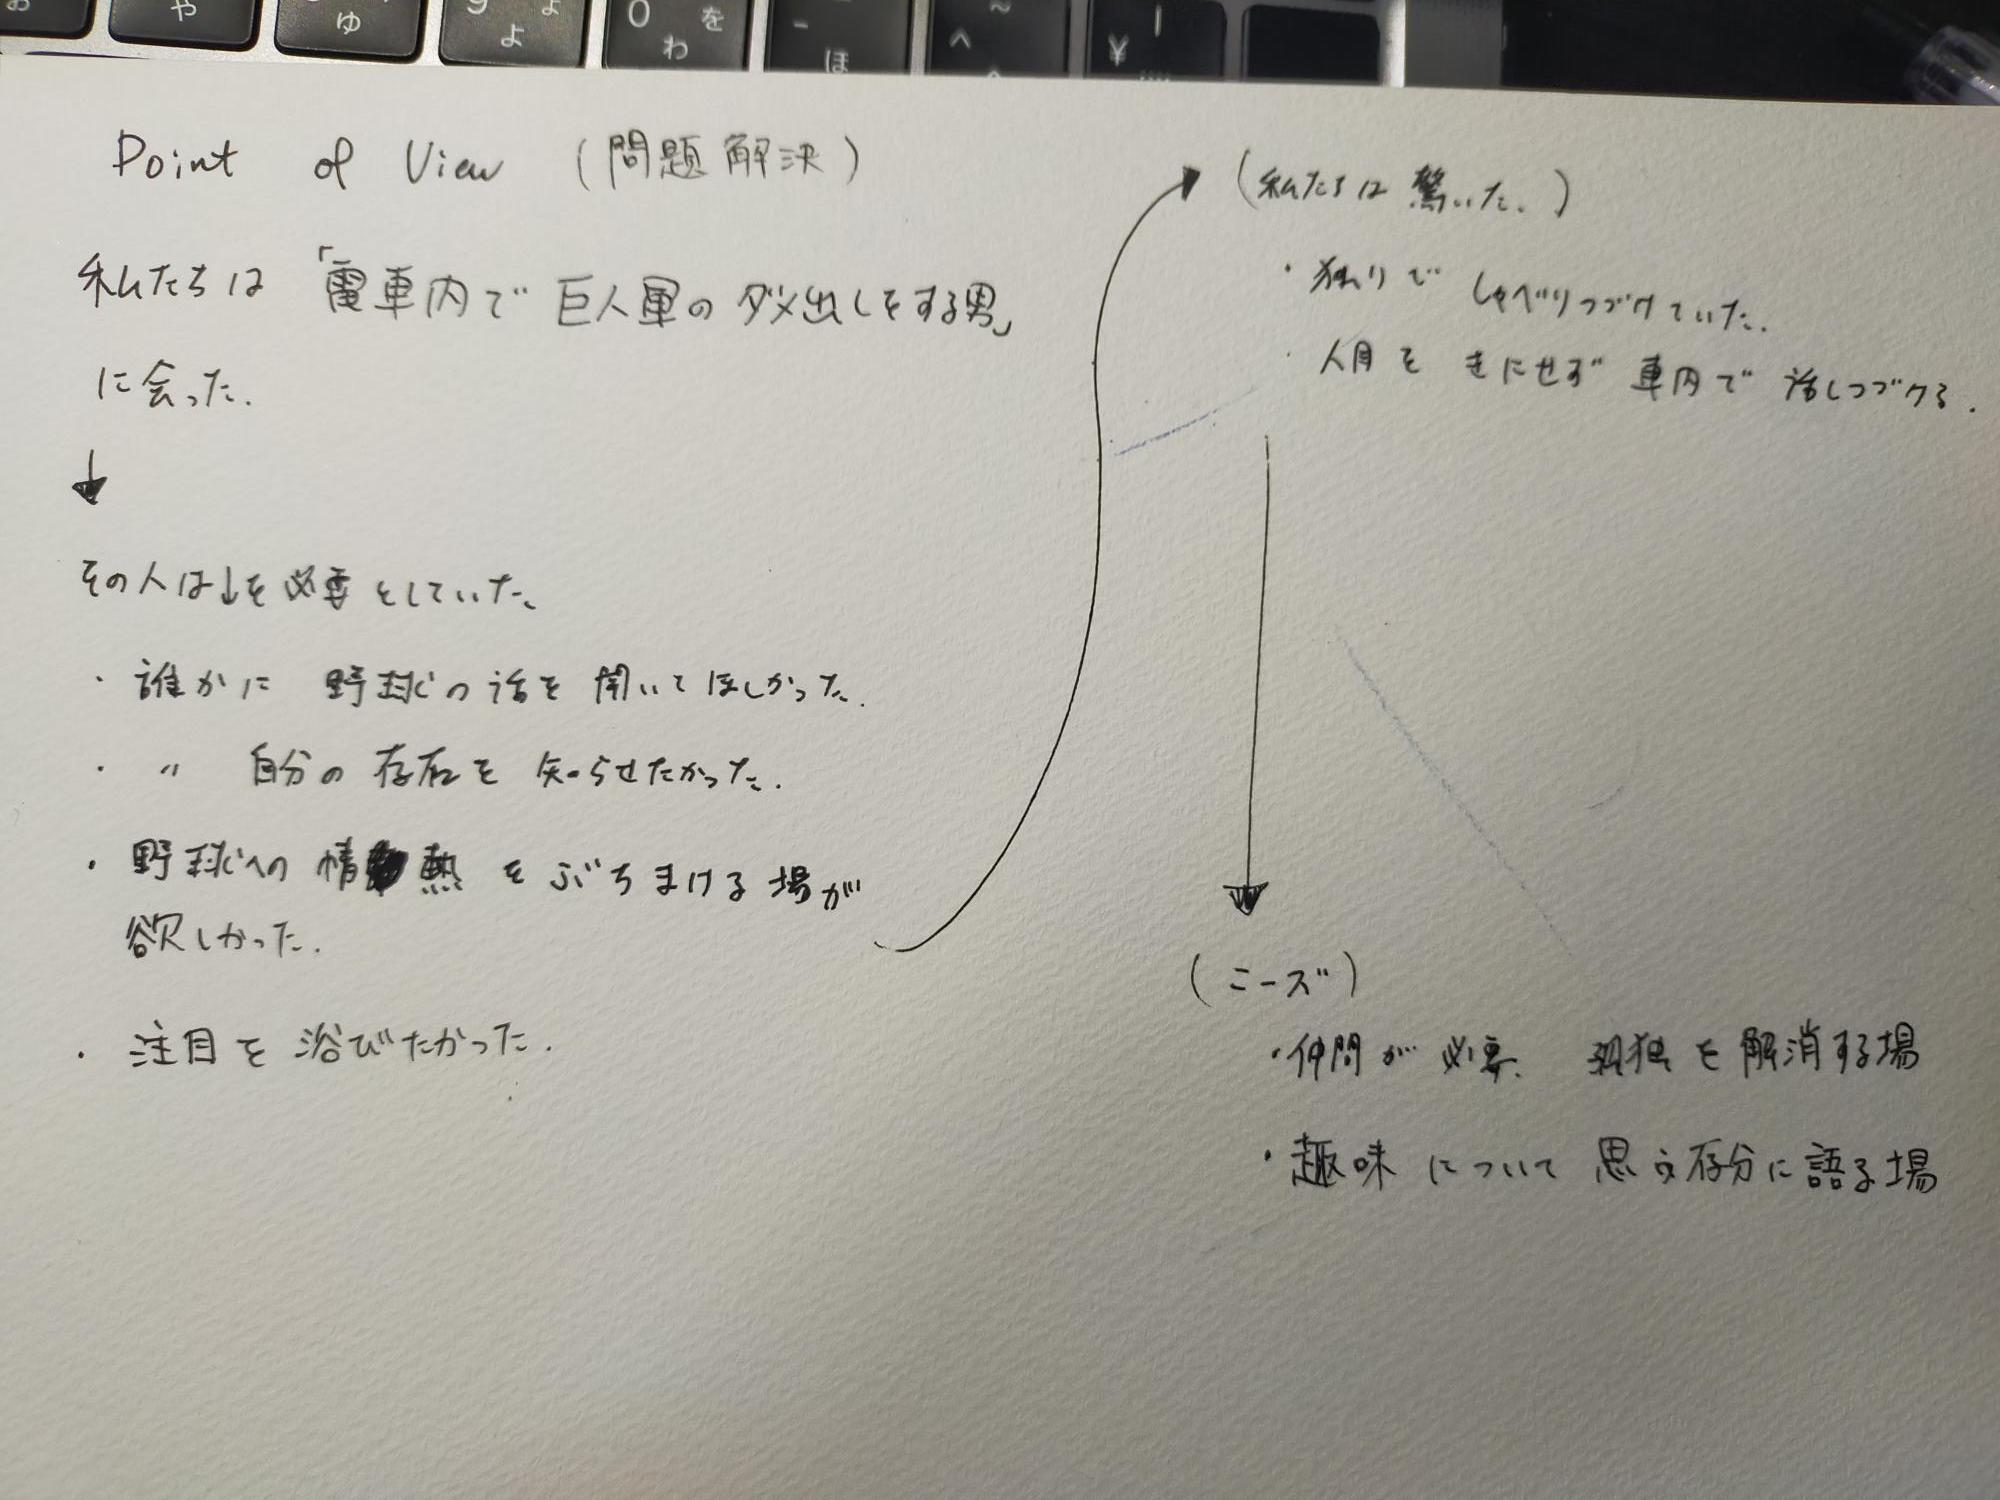 お や ゆ よ 0 を わ - ほ ^ ~ へ ¥ |
Point of View (問題解決)
私たちは「電車内で巨人軍のダメ出しをする男」
に会った.
↓
その人は↓を必要としていた.
・誰かに 野球の話を聞いてほしかった.
・〃 自分の存在を知らせたかった.
・野球への情熱をぶちまける場が
欲しかった.
・注目を浴びたかった.
(私たちは驚いた.)
・独りでしゃべりつづけていた.
・人目をきにせず車内で話しつづける.
(ニーズ)
・仲間が必要. 孤独を解消する場
・趣味について思う存分に語る場